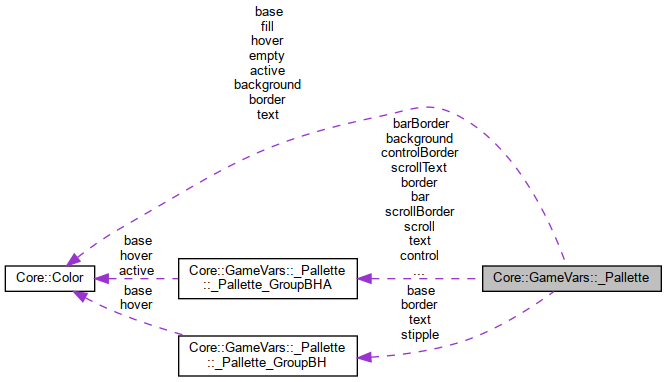 base
fill
hover
empty
active
background
border
text
barBorder
background
controlBorder
scrollText
border
bar
scrollBorder
scroll
text
control
...
base
hover
active
base
hover
base
border
text
stipple
Core::Color
Core::GameVars::_Pallette
::_Pallette_GroupBHA
Core::GameVars::_Pallette
Core::GameVars::_Pallette
::_Pallette_GroupBH